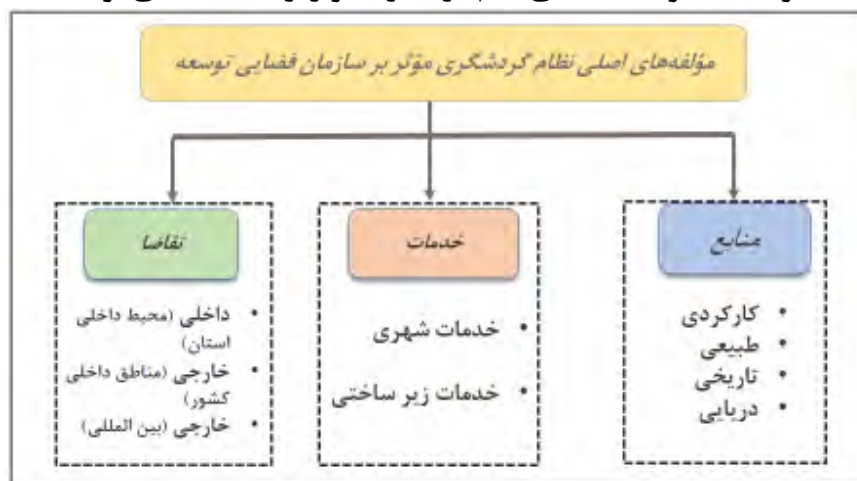 مؤلفه‌های اصلی نظام گردشگری مؤثر بر سازمان فضایی توسعه
منابع
کارکردی
طبیعی
تاریخی
دریایی
خدمات
خدمات شهری
خدمات زیر ساختی
تقاضا
داخلی (محیط داخلی
استان)
خارجی (مناطق داخلی
کشور)
خارجی (بین المللی)